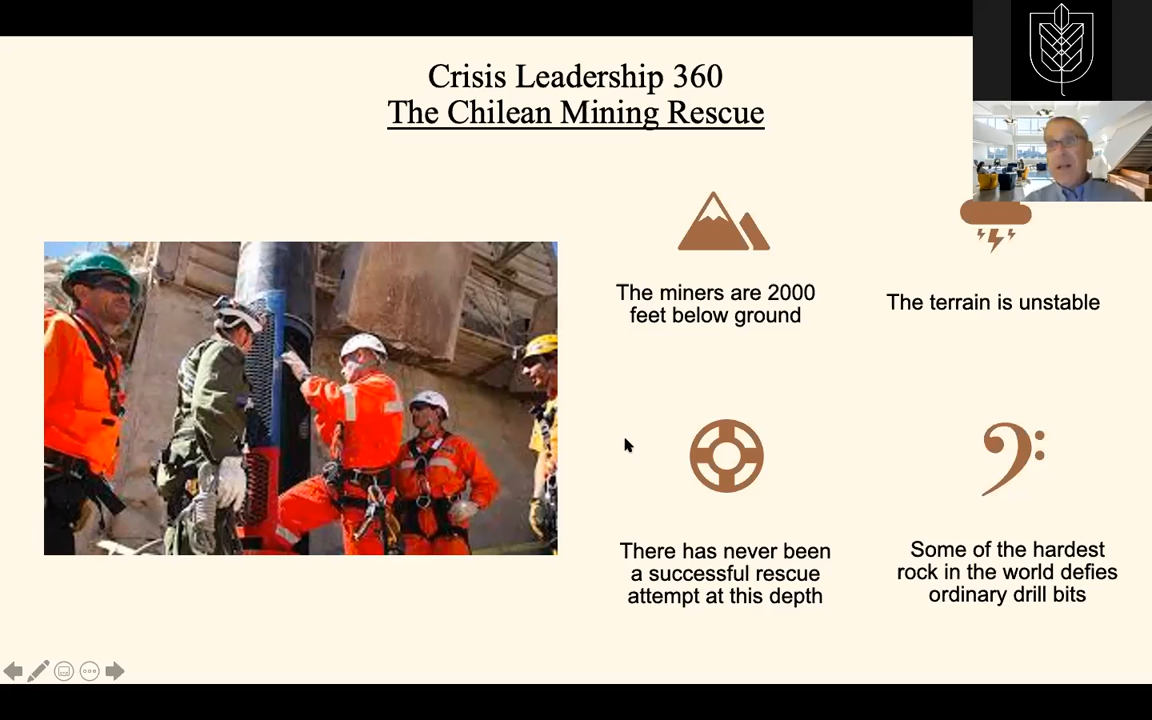 Crisis Leadership 360
The Chilean Mining Rescue
The miners are 2000
feet below ground
The terrain is unstable
There has never been
a successful rescue
attempt at this depth
Some of the hardest
rock in the world defies
ordinary drill bits